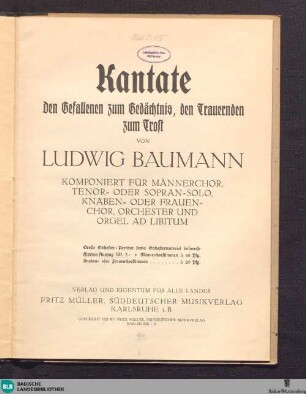 Kantate
Den Gefallenen zum Gedächtnis, den Trauernden
zum Trost
VON
LUDWIG BAUMANN
KOMPONIERT FÜR MÄNNERCHOR,
TENOR- ODER SOPRAN-SOLO,
KNABEN- ODER FRAUEN-
CHOR, ORCHESTER UND
ORGEL AD LIBITUM
VERLAG UND EIGENTUM FÜR ALLE LÄNDER
FRITZ MÜLLER, SÜDDEUTSCHER MUSIKVERLAG
KARLSRUHE i. B.
BADISCHE
LANDESBIBLIOTHEK
Baden-Württemberg